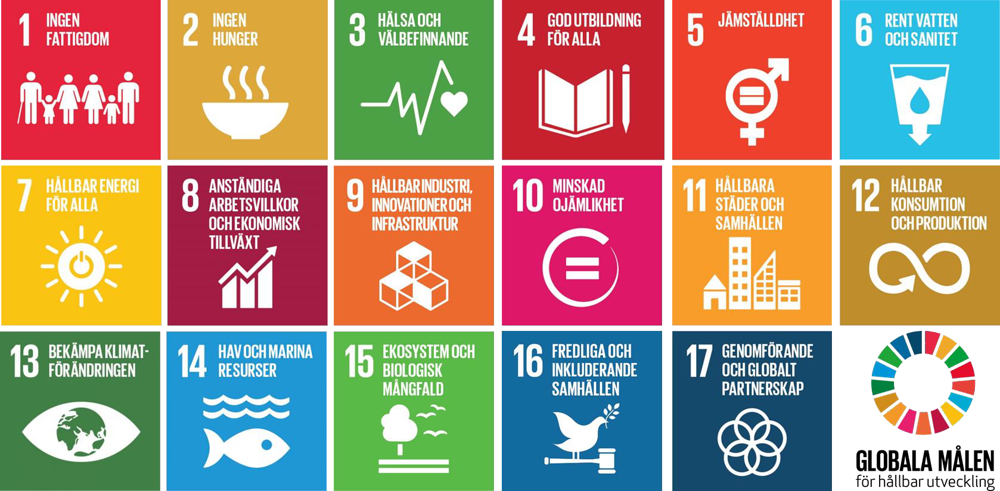 1 INGEN
FATTIGDOM
2 INGEN
HUNGER
3 HÄLSA OCH
VÄLBEFINNANDE
4 GOD UTBILDNING
FÖR ALLA
5 JÄMSTÄLLDHET
6 RENT VATTEN
OCH SANITET
7 HÅLLBAR ENERGI
FÖR ALLA
8 ANSTÄNDIGA
ARBETSVILLKOR
OCH EKONOMISK
TILLVÄXT
9 HÅLLBAR INDUSTRI,
INNOVATIONER OCH
INFRASTRUKTUR
10 MINSKAD
OJÄMLIKHET
11 HÅLLBARA
STÄDER OCH
SAMHÄLLEN
12 HÅLLBAR
KONSUMTION
OCH PRODUKTION
13 BEKÄMPA KLIMAT-
FÖRÄNDRINGEN
14 HAV OCH MARINA
RESURSER
15 EKOSYSTEM OCH
BIOLOGISK
MÅNGFALD
16 FREDLIGA OCH
INKLUDERANDE
SAMHÄLLEN
17 GENOMFÖRANDE
OCH GLOBALT
PARTNERSKAP
GLOBALA MÅLEN
för hållbar utveckling